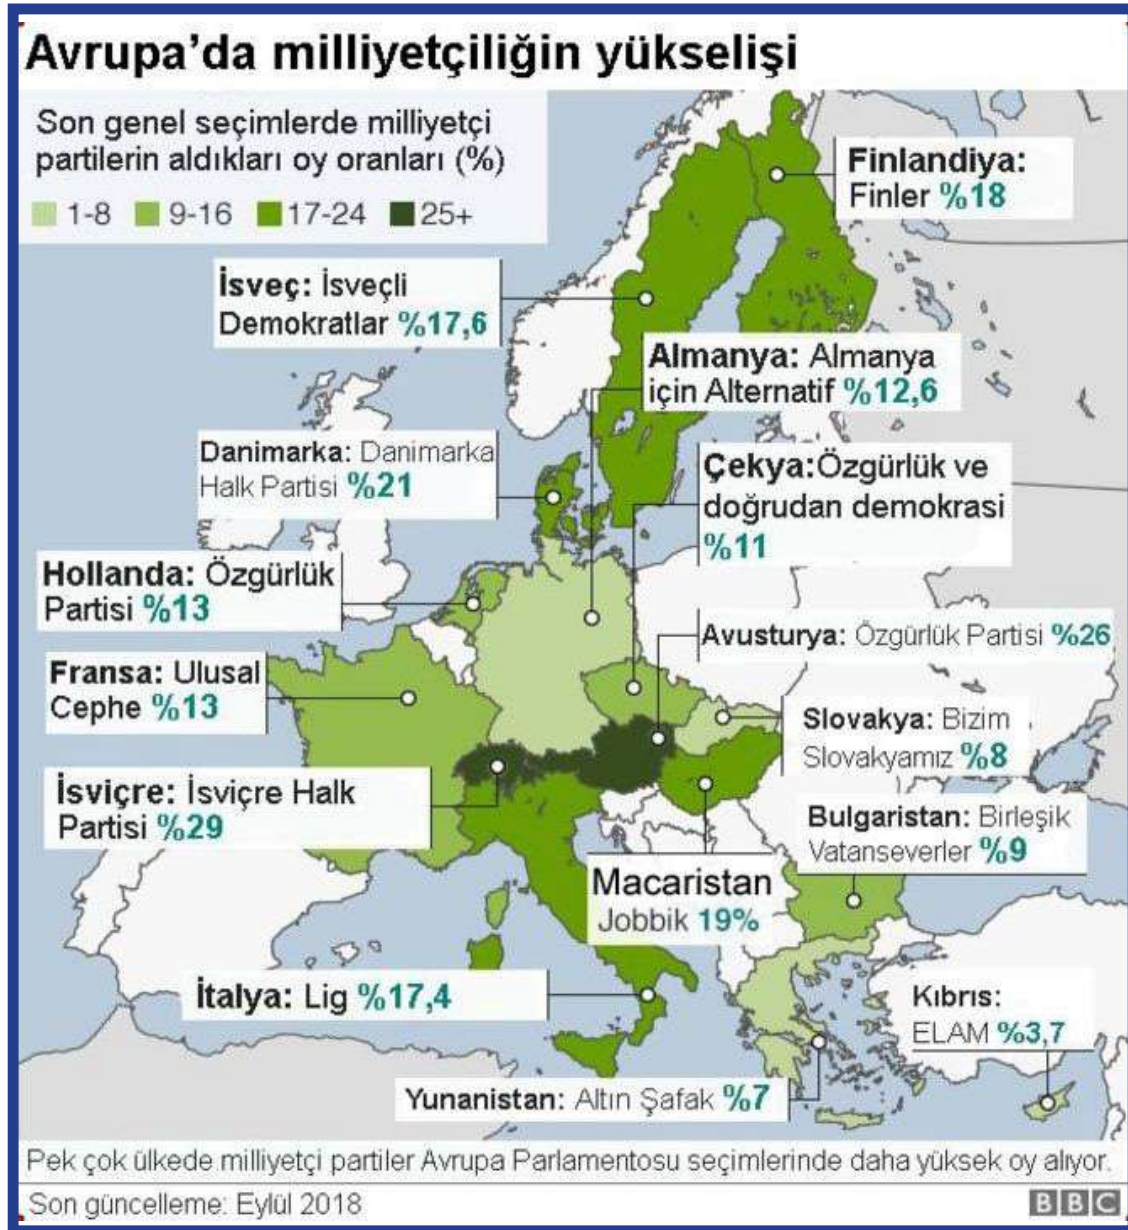 Avrupa’da milliyetçiliğin yükselişi
Son genel seçimlerde milliyetçi
partilerin aldıkları oy oranları (%)
1-8 9-16 17-24 25+
Finlandiya:
Finler %18
İsveç: İsveçli
Demokratlar %17,6
Almanya: Almanya
için Alternatif %12,6
Danimarka: Danimarka
Halk Partisi %21
Çekya:Özgürlük ve
doğrudan demokrasi
%11
Hollanda: Özgürlük
Partisi %13
Avusturya: Özgürlük Partisi %26
Fransa: Ulusal
Cephe %13
Slovakya: Bizim
Slovakyamız %8
İsviçre: İsviçre Halk
Partisi %29
Bulgaristan: Birleşik
Vatanseverler %9
Macaristan
Jobbik 19%
İtalya: Lig %17,4
Kıbrıs:
ELAM %3,7
Yunanistan: Altın Şafak %7
Pek çok ülkede milliyetçi partiler Avrupa Parlamentosu seçimlerinde daha yüksek oy alıyor.
Son güncelleme: Eylül 2018
BBC